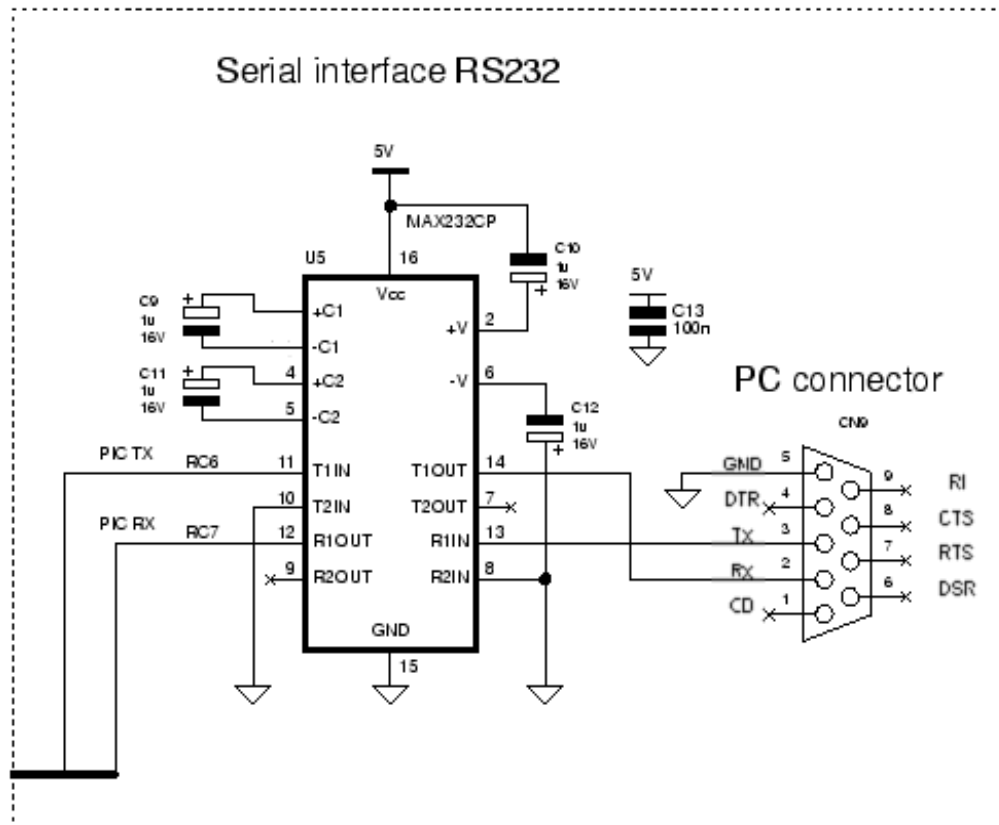 Serial interface RS232
5V
MAX232CP
U5
16
Vcc
C10
1u
16V
+
C9
1u
16V
+
+C1
-C1
+V
2
5V
C13
100n
C11
1u
16V
+
4
+C2
5
-C2
-V
6
C12
1u
16V
+
PC connector
CN9
PIC TX
RC6
11
T1IN
T1OUT
14
10
T2IN
T2OUT
7
PIC RX
RC7
12
R1OUT
R1IN
13
9
R2OUT
R2IN
8
GND
15
GND
5
DTR
4
TX
3
RX
2
CD
1
9
RI
8
CTS
7
RTS
6
DSR